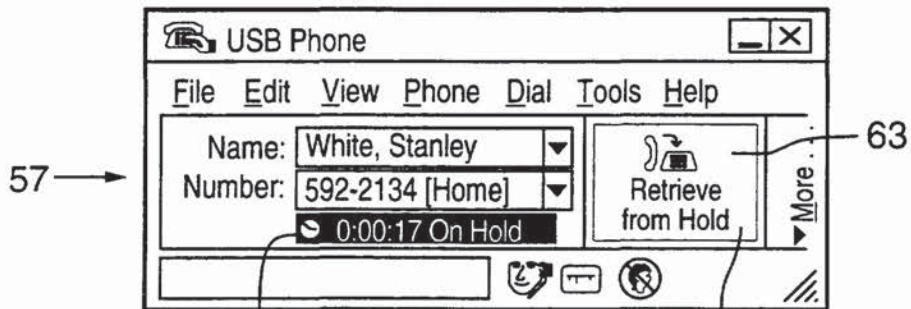 USB Phone
File Edit View Phone Dial Tools Help
Name: White, Stanley
Number: 592-2134 [Home]
0:00:17 On Hold
Retrieve
from Hold
More...
57
63